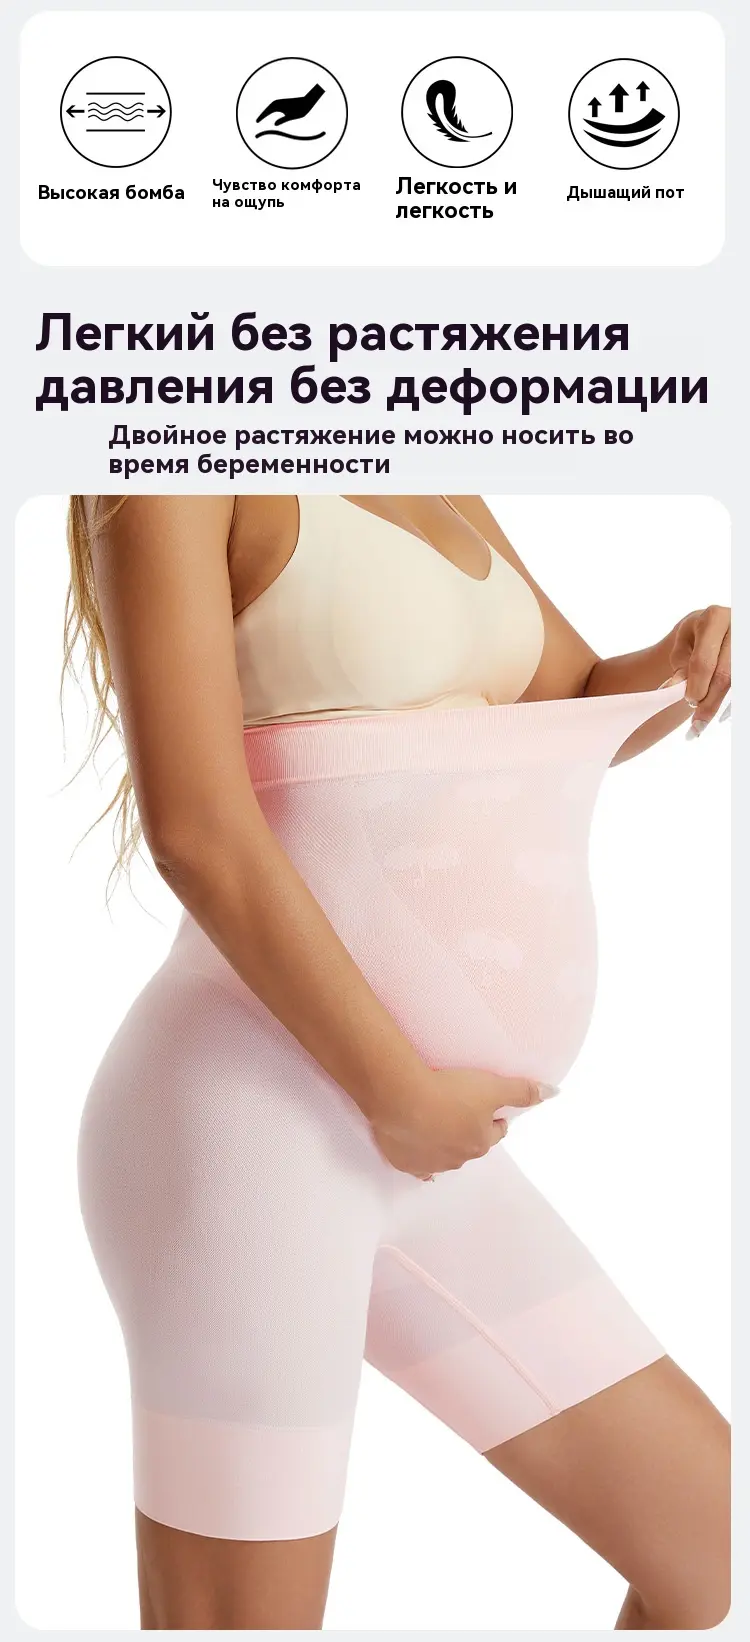 Высокая бомба
Чувство комфорта
на ощупь
Легкость и
легкость
Дышащий пот
Легкий без растяжения
давления без деформации
Двойное растяжение можно носить во
время беременности